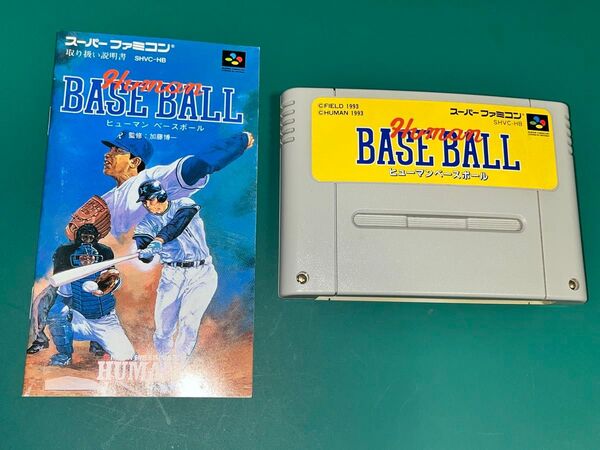 スーパーファミコン®
取り扱い説明書 SHVC-HB
Human
BASE BALL
ヒューマン ベースボール
監修：加藤博一
HUMAN
©FIELD 1993
©HUMAN 1993
スーパーファミコン®
SHVC-HB
Human
BASE BALL
ヒューマンベースボール